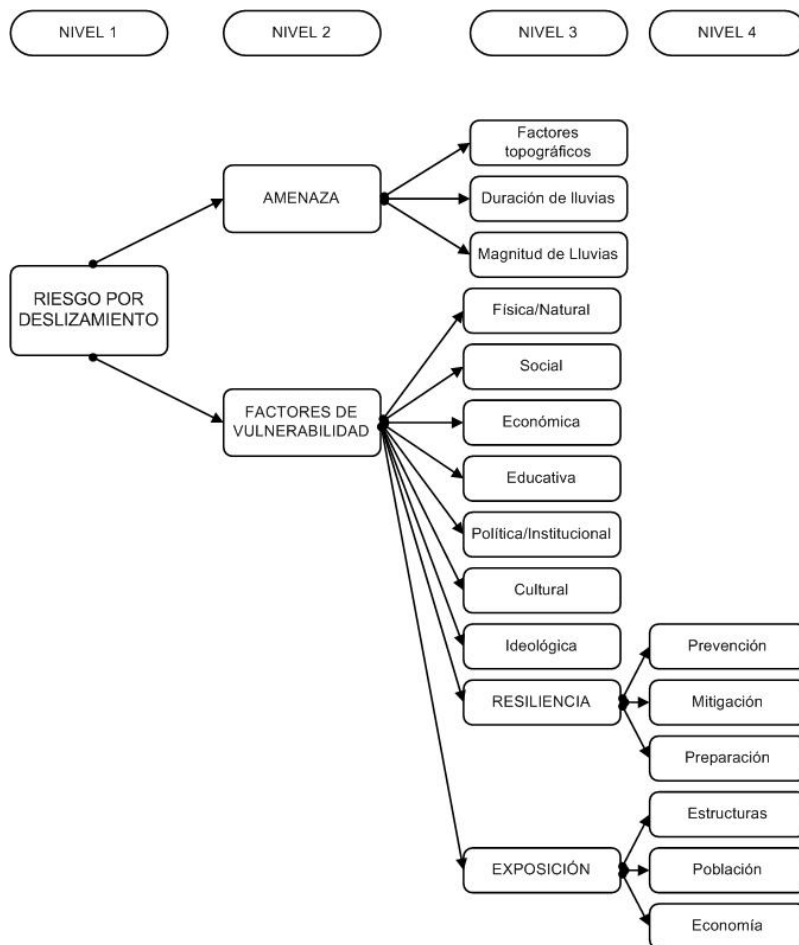 NIVEL 1
NIVEL 2
NIVEL 3
NIVEL 4
Factores
topográficos
AMENAZA
Duración de lluvias
Magnitud de Lluvias
RIESGO POR
DESLIZAMIENTO
Física/Natural
Social
FACTORES DE
VULNERABILIDAD
Económica
Educativa
Política/Institucional
Cultural
Ideológica
Prevención
RESILIENCIA
Mitigación
Preparación
Estructuras
EXPOSICIÓN
Población
Economía